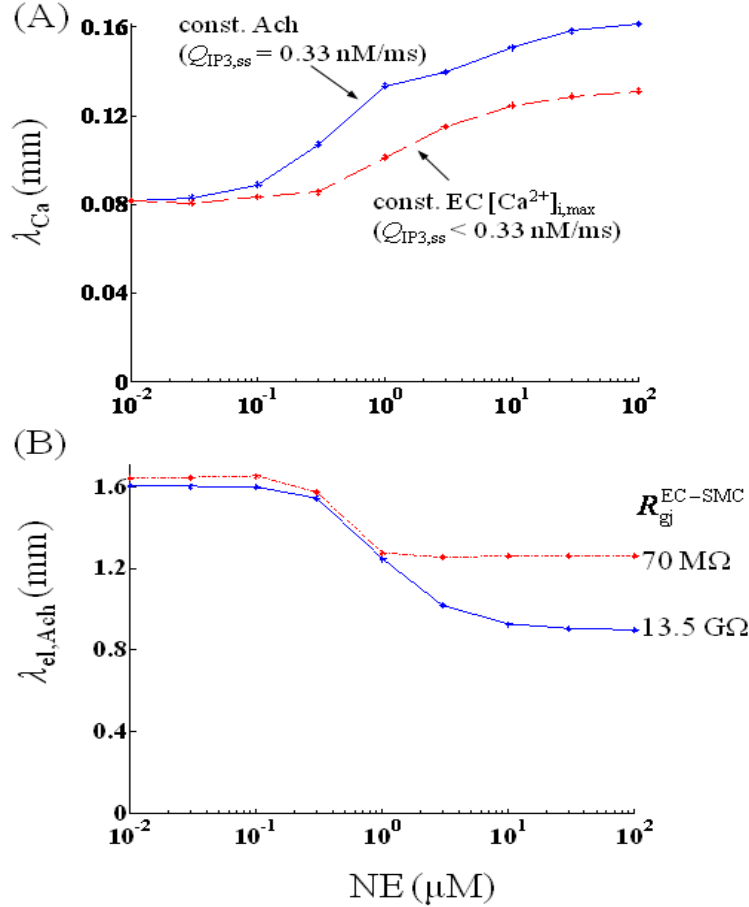 (A)
0.16
0.12
0.08
0.04
0
λCa (mm)
const. Ach
(QIP3,ss = 0.33 nM/ms)
const. EC [Ca2+]i,max
(QIP3,ss < 0.33 nM/ms)
10-2 10-1 100 101 102
(B)
1.6
1.2
0.8
0.4
0
λel,Ach (mm)
RgjEC−SMC
70 MΩ
13.5 GΩ
10-2 10-1 100 101 102
NE (μM)